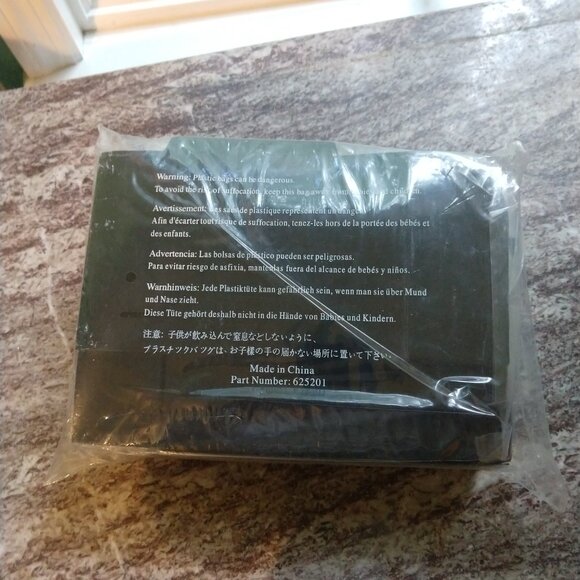 Warning: Plastic bags can be dangerous.
To avoid the risk of suffocation, keep this bag away from babies and children.
Avertissement: Des sacs de plastique représentent un danger.
Afin d'écarter tout risque de suffocation, tenez-les hors de la portée des bébés et
des enfants.
Advertencia: Las bolsas de plástico pueden ser peligrosas.
Para evitar riesgo de asfixia, mantenlas fuera del alcance de bebés y niños.
Warnhinweis: Jede Plastiktüte kann gefährlich sein, wenn man sie über Mund
und Nase zieht.
Diese Tüte gehört deshalb nicht in die Hände von Babies und Kindern.
注意: 子供が飲み込んで窒息などしないように、
プラスチツクバツグは、お子様の手の届かない場所に置いて下さい。
Made in China
Part Number: 625201